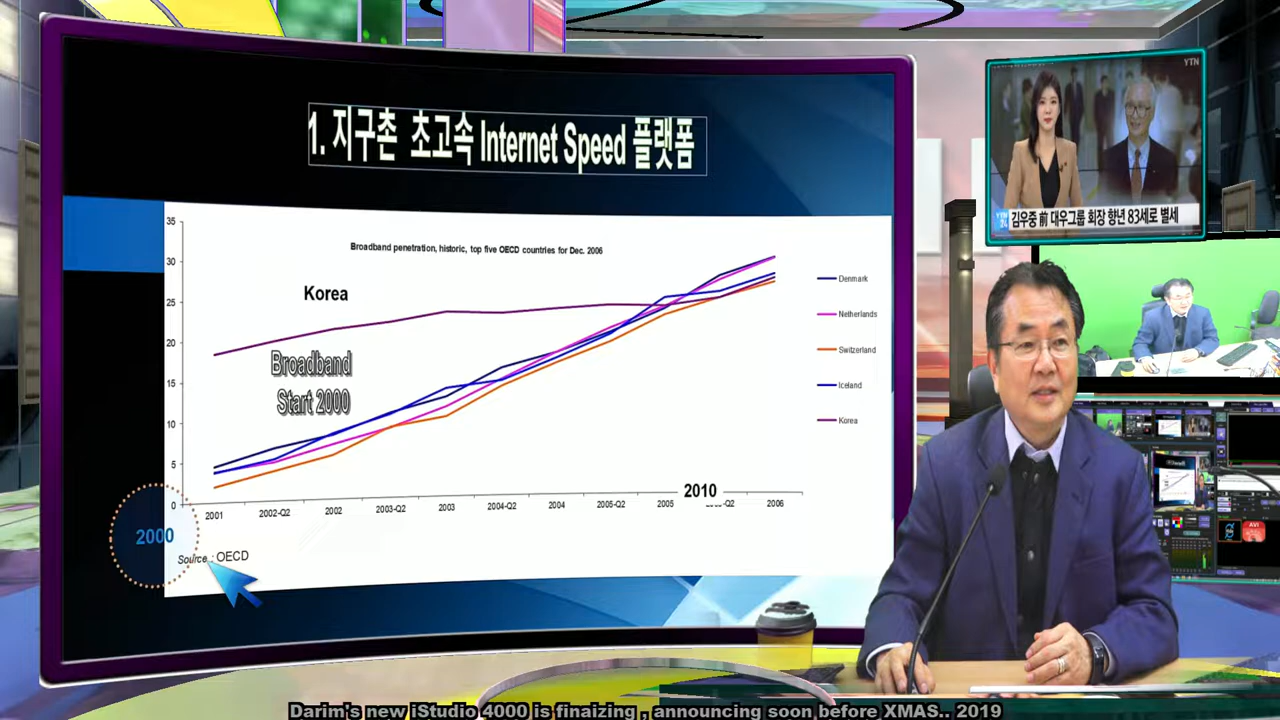 YTN
1. 지구촌 초고속 Internet Speed 플랫폼
YTN
24
김우중 前 대우그룹 회장 향년 83세로 별세
Broadband penetration, historic, top five OECD countries for Dec. 2006
35
30
25
20
15
10
5
0
Korea
Broadband
Start 2000
Denmark
Netherlands
Switzerland
Iceland
Korea
2010
2001
2002-Q2
2002
2003-Q2
2003
2004-Q2
2004
2005-Q2
2005
-Q2
2006
2000
Source : OECD
AVI
Darim's new iStudio 4000 is finaizing , announcing soon before XMAS.. 2019